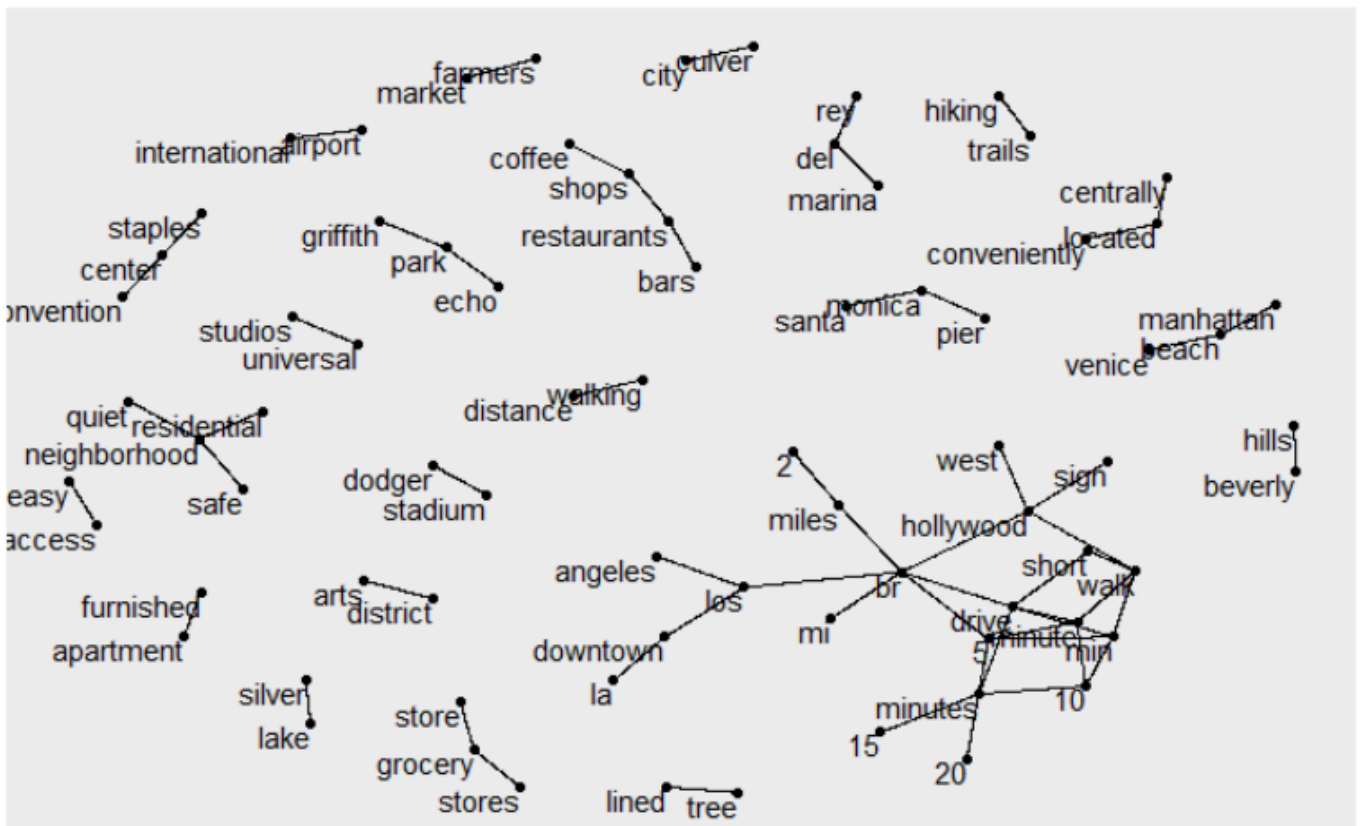 farmers
market
culver
city
rey
del
marina
hiking
trails
airport
international
coffee
shops
restaurants
bars
centrally
located
conveniently
staples
center
onvention
griffith
park
echo
santa
monica
pier
manhattan
beach
venice
studios
universal
walking
distance
quiet
residential
neighborhood
safe
easy
access
dodger
stadium
hills
beverly
2
miles
west
sign
hollywood
angeles
los
br
mi
downtown
la
short
walk
drive
minute
5
min
minutes
10
15
20
furnished
apartment
arts
district
silver
lake
store
grocery
stores
lined
tree